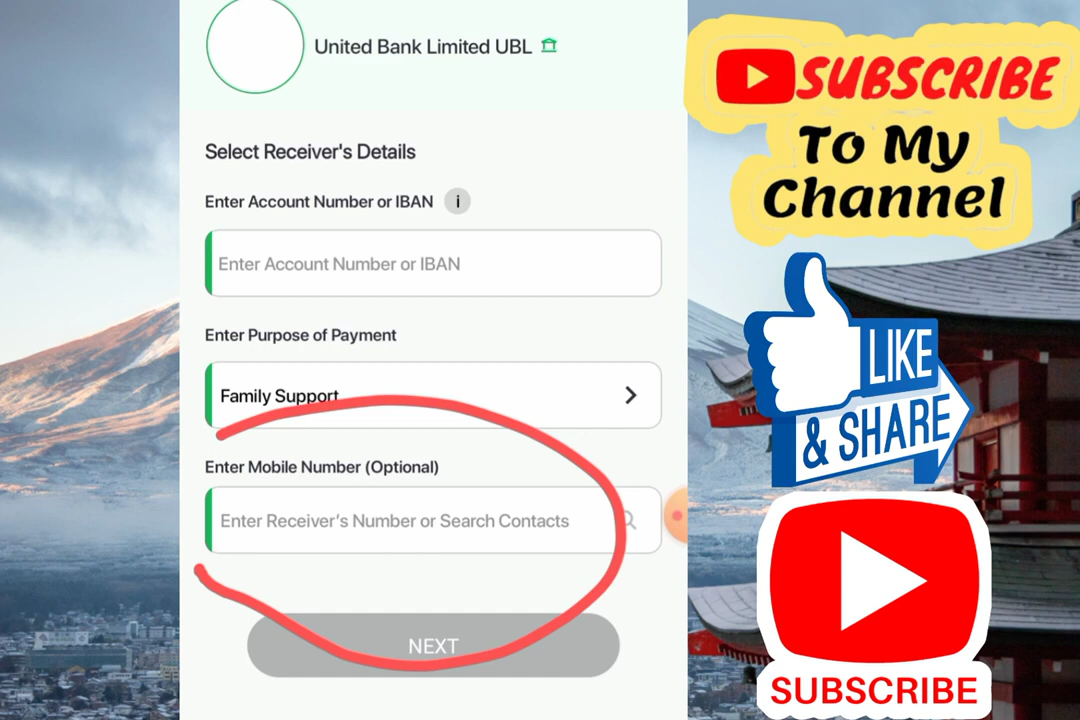 United Bank Limited UBL
Select Receiver's Details
Enter Account Number or IBAN i
Enter Account Number or IBAN
Enter Purpose of Payment
Family Support
Enter Mobile Number (Optional)
Enter Receiver's Number or Search Contacts
NEXT
SUBSCRIBE
To My
Channel
LIKE
& SHARE
SUBSCRIBE